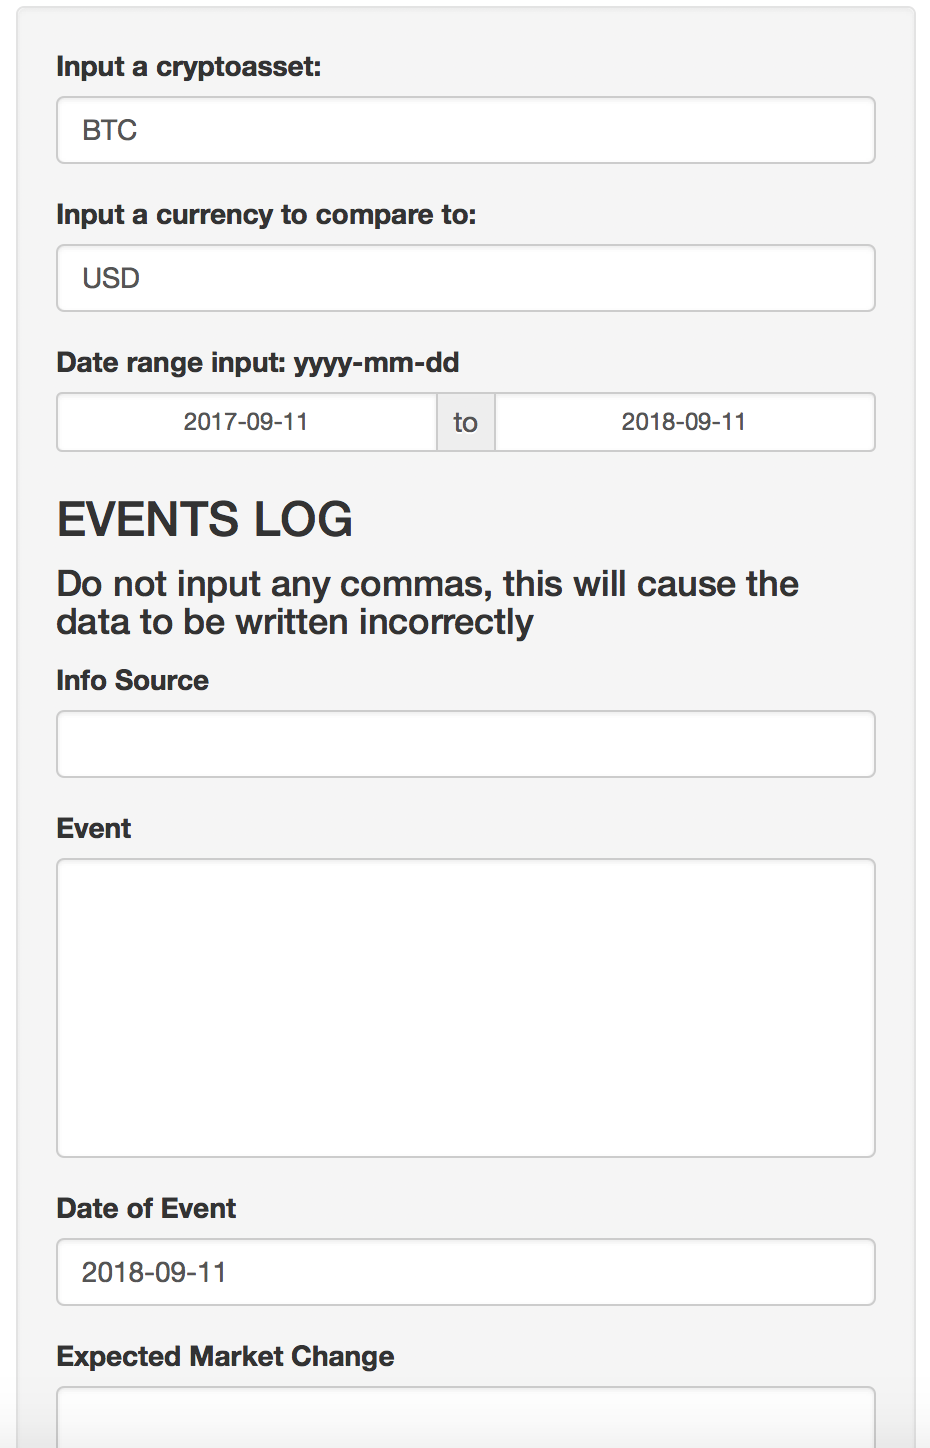 Input a cryptoasset:
BTC
Input a currency to compare to:
USD
Date range input: yyyy-mm-dd
2017-09-11 to 2018-09-11
EVENTS LOG
Do not input any commas, this will cause the
data to be written incorrectly
Info Source
Event
Date of Event
2018-09-11
Expected Market Change